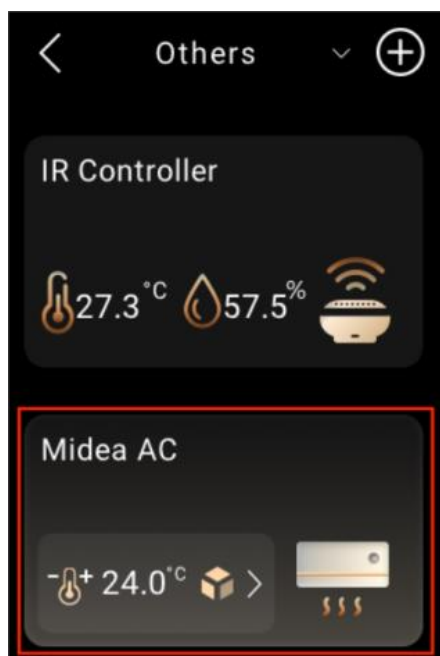 Others
IR Controller
27.3 °C 57.5%
Midea AC
24.0°C